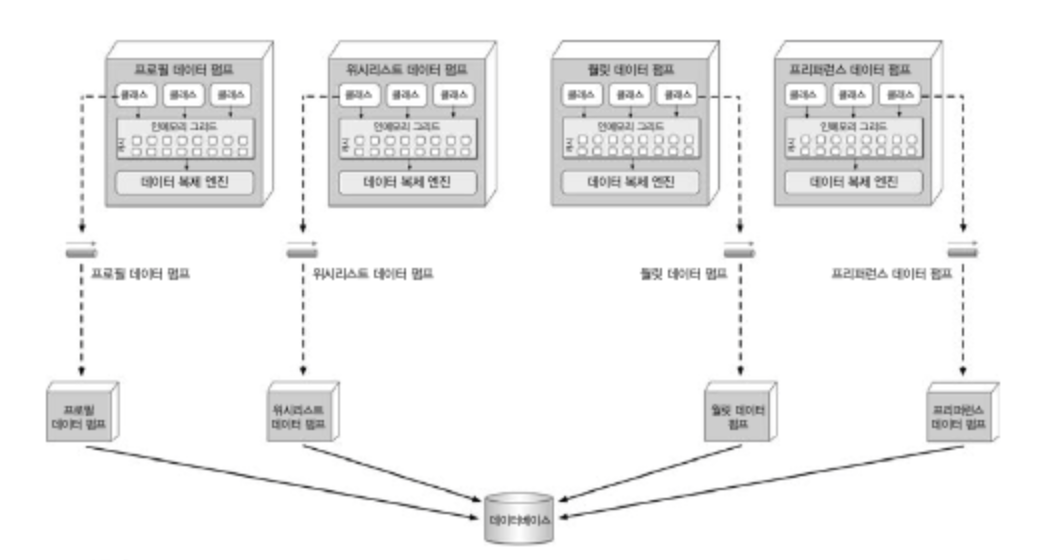 프로필 데이터 펌프
위시리스트 데이터 펌프
월릿 데이터 펌프
프리퍼런스 데이터 펌프
클래스 클래스 클래스
클래스 클래스 클래스
클래스 클래스 클래스
클래스 클래스 클래스
인메모리 그리드
인메모리 그리드
인메모리 그리드
인메모리 그리드
캐시
캐시
캐시
캐시
데이터 복제 엔진
데이터 복제 엔진
데이터 복제 엔진
데이터 복제 엔진
프로필 데이터 펌프
위시리스트 데이터 펌프
월릿 데이터 펌프
프리퍼런스 데이터 펌프
프로필
데이터 펌프
위시리스트
데이터 펌프
월릿 데이터
펌프
프리퍼런스
데이터 펌프
데이터베이스